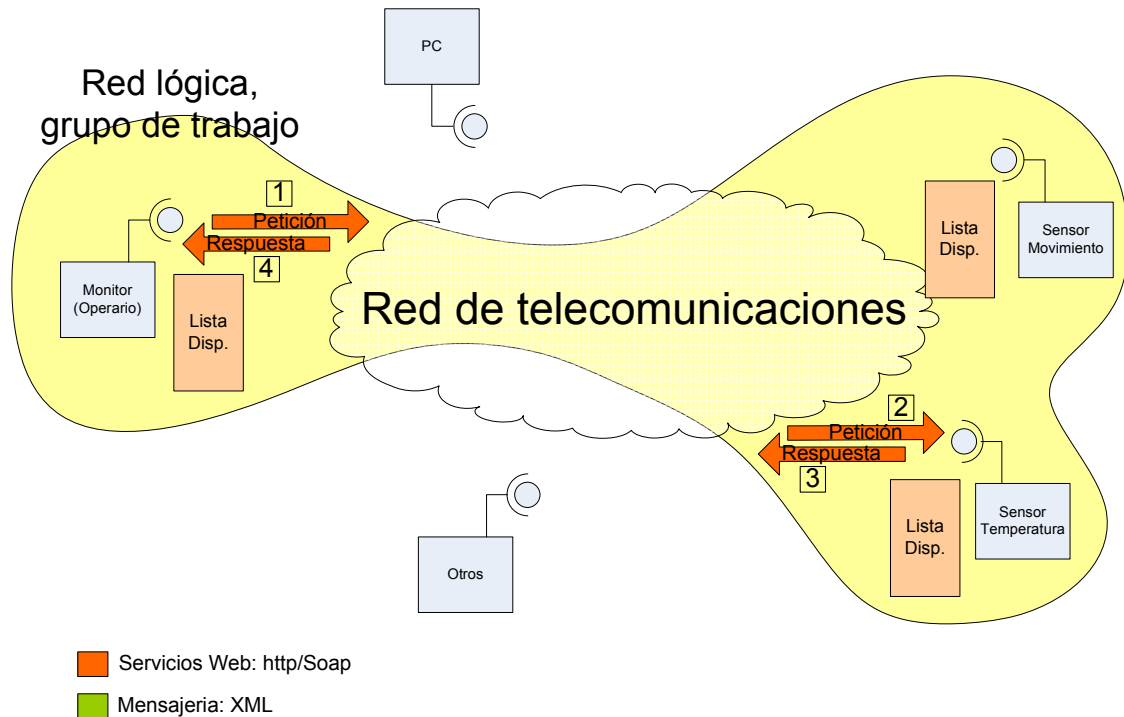 PC
Red lógica,
grupo de trabajo
1
Petición
Respuesta
4
Monitor
(Operario)
Lista
Disp.
Red de telecomunicaciones
Lista
Disp.
Sensor
Movimiento
2
Petición
Respuesta
3
Lista
Disp.
Sensor
Temperatura
Otros
Servicios Web: http/Soap
Mensajeria: XML